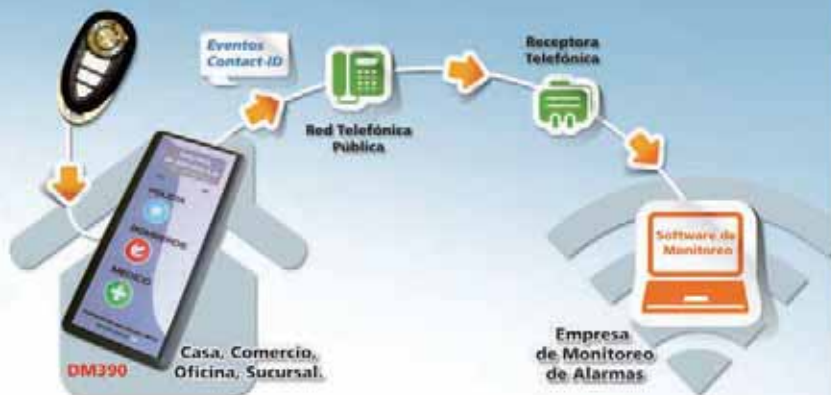 Eventos
Contact-ID
Receptora
Telefónica
Red Telefónica
Pública
POLICIA
BOMBEROS
MEDICO
Software de
Monitoreo
DM390
Casa, Comercio,
Oficina, Sucursal.
Empresa
de Monitoreo
de Alarmas